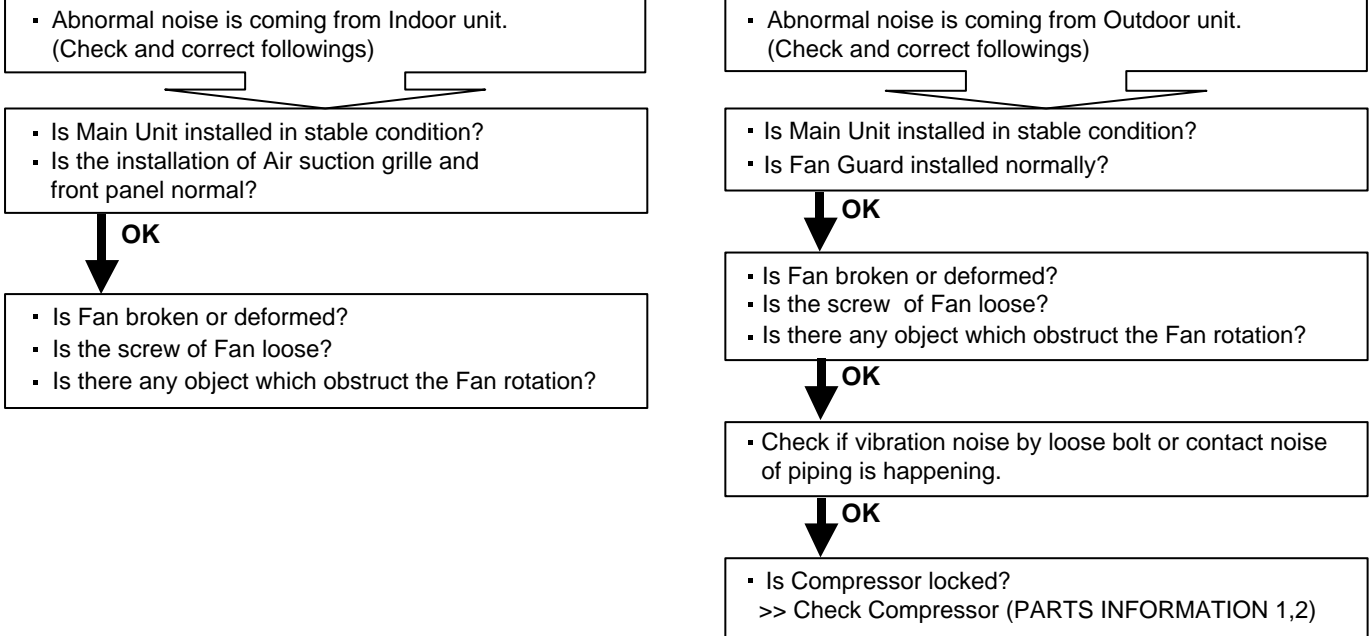 ▪ Abnormal noise is coming from Indoor unit.
(Check and correct followings)
▪ Is Main Unit installed in stable condition?
▪ Is the installation of Air suction grille and
front panel normal?
OK
▪ Is Fan broken or deformed?
▪ Is the screw of Fan loose?
▪ Is there any object which obstruct the Fan rotation?
▪ Abnormal noise is coming from Outdoor unit.
(Check and correct followings)
▪ Is Main Unit installed in stable condition?
▪ Is Fan Guard installed normally?
OK
▪ Is Fan broken or deformed?
▪ Is the screw of Fan loose?
▪ Is there any object which obstruct the Fan rotation?
OK
▪ Check if vibration noise by loose bolt or contact noise
of piping is happening.
OK
▪ Is Compressor locked?
>> Check Compressor (PARTS INFORMATION 1,2)